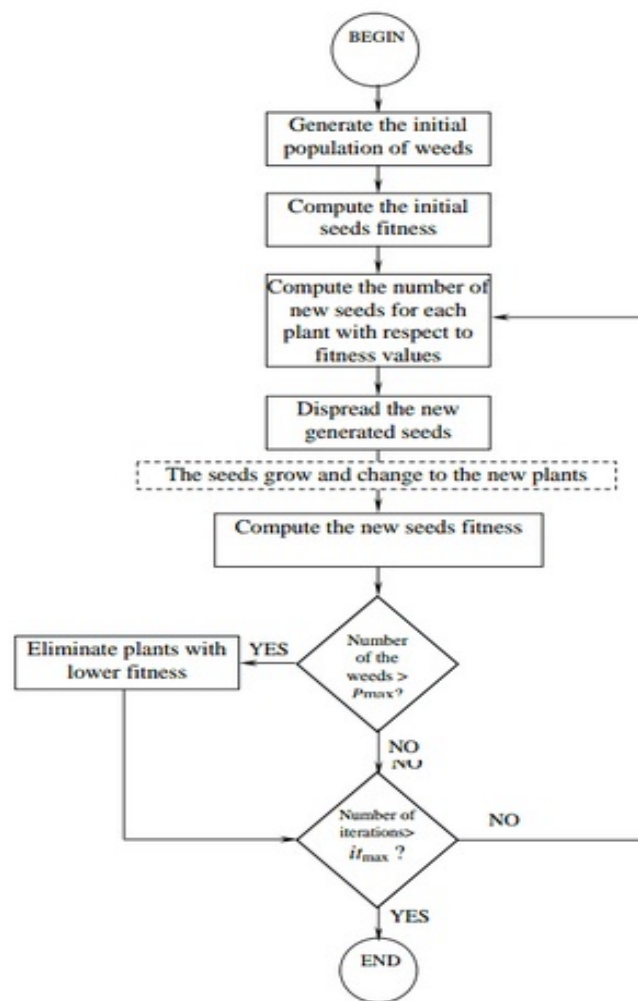 BEGIN
Generate the initial
population of weeds
Compute the initial
seeds fitness
Compute the number of
new seeds for each
plant with respect to
fitness values
Dispread the new
generated seeds
The seeds grow and change to the new plants
Compute the new seeds fitness
Number
of the
weeds >
Pmax?
YES
Eliminate plants with
lower fitness
NO
NO
Number of
iterations>
itmax ?
NO
YES
END